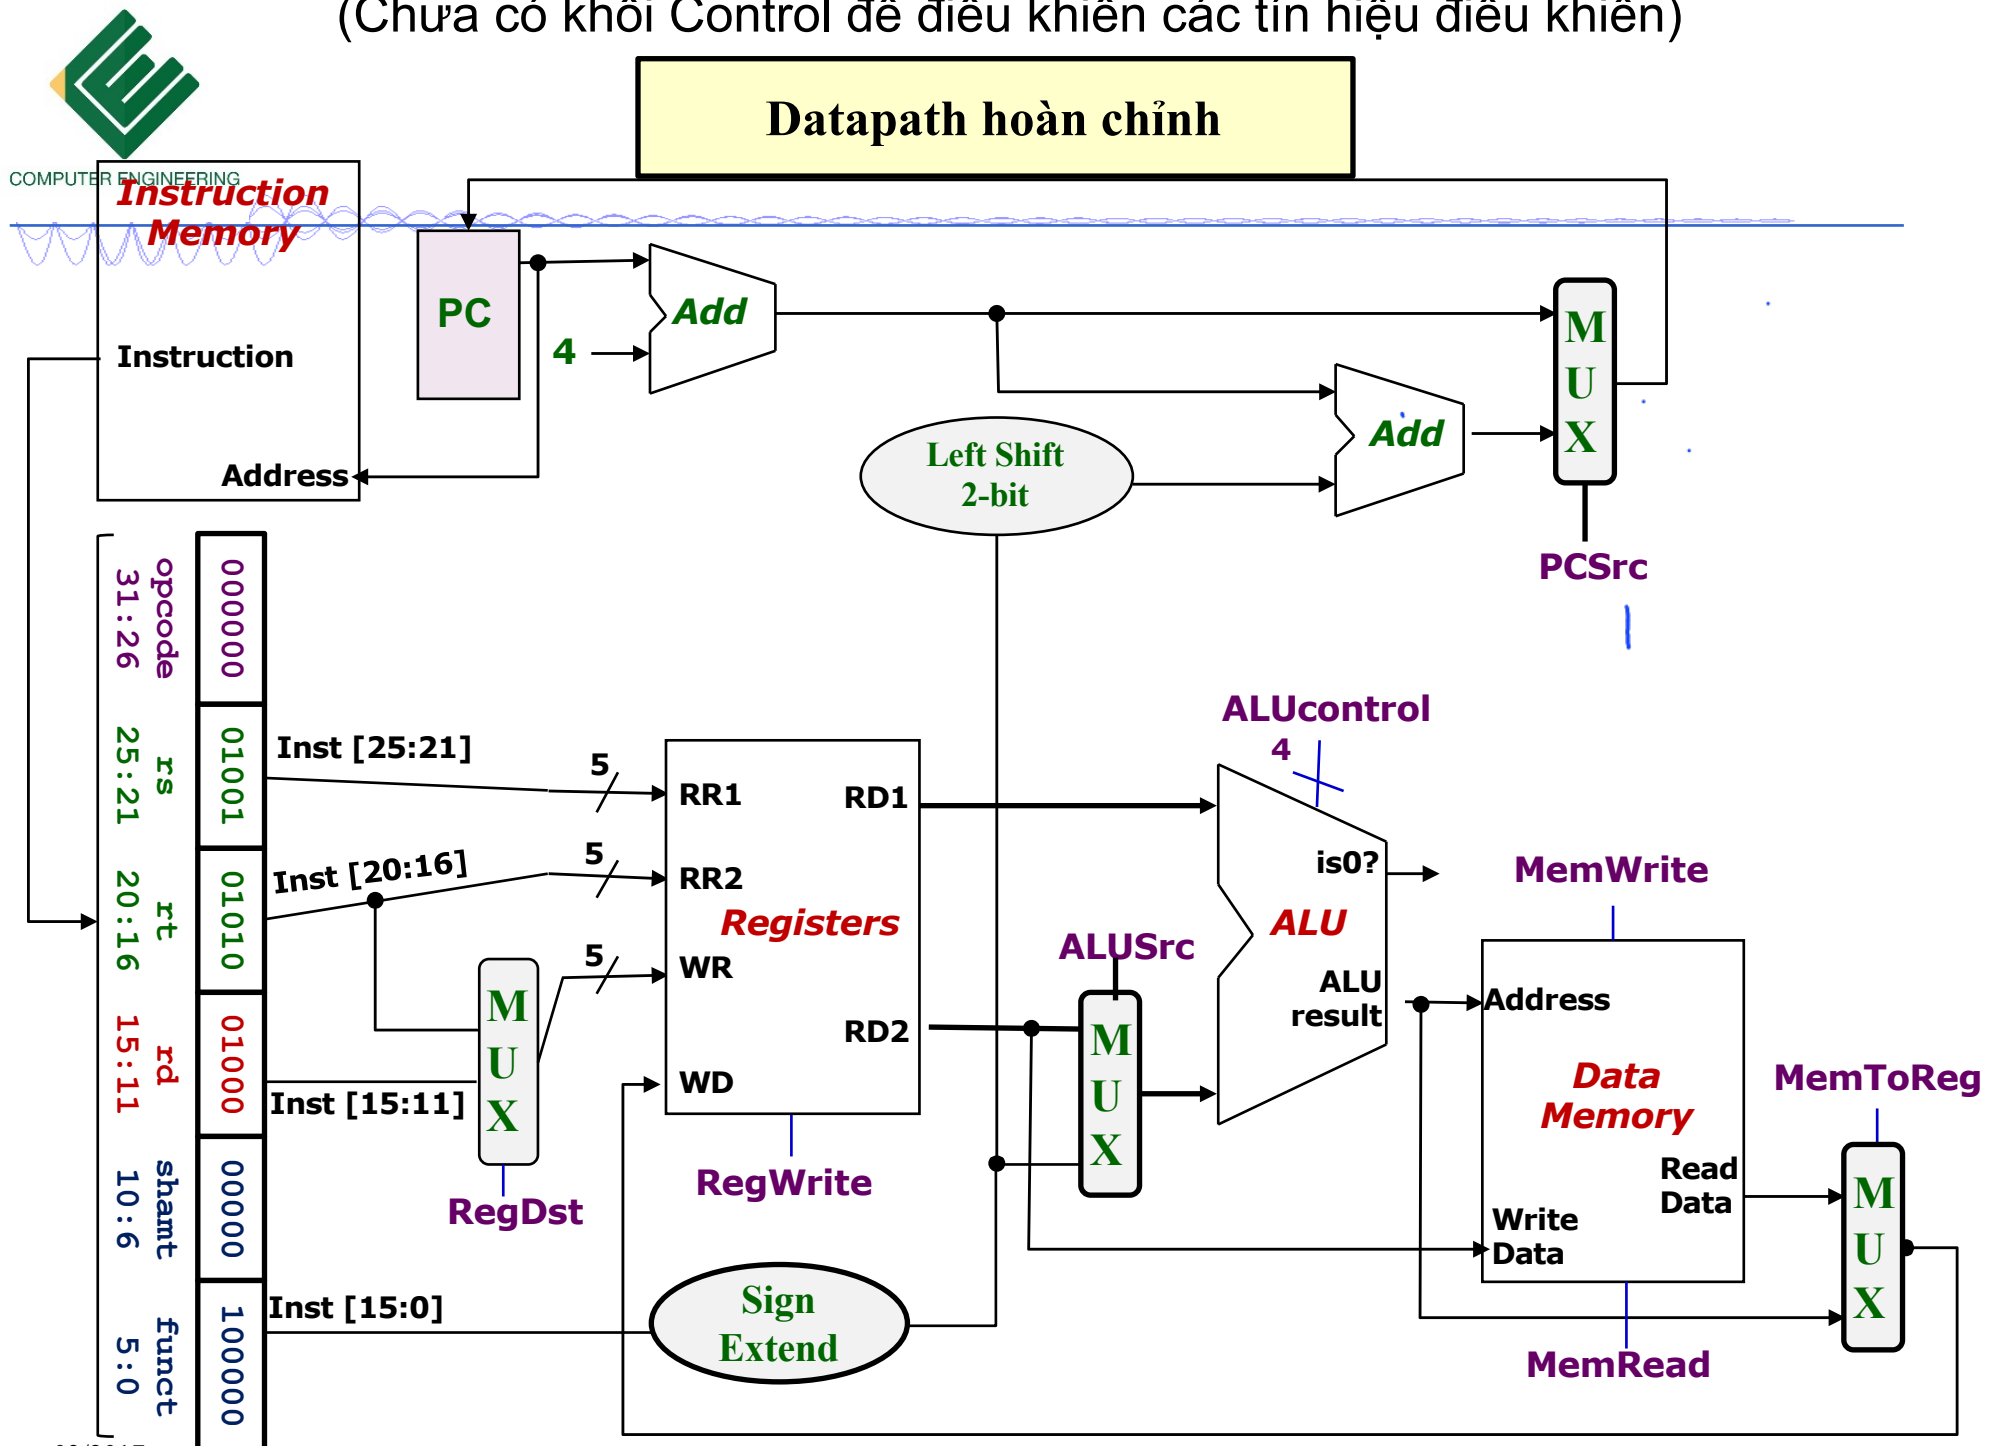 (Chưa có khối Control để điều khiển các tín hiệu điều khiển)
COMPUTER ENGINEERING
Datapath hoàn chỉnh
Instruction
Memory
Instruction
Address
PC
4
Add
Left Shift
2-bit
Add
M
U
X
PCSrc
opcode
31:26
000000
rs
25:21
01001
rt
20:16
01010
rd
15:11
01000
shamt
10:6
00000
funct
5:0
100000
Inst [25:21]
5
Inst [20:16]
5
5
Inst [15:11]
Inst [15:0]
M
U
X
RegDst
RR1
RD1
RR2
Registers
WR
RD2
WD
RegWrite
Sign
Extend
ALUSrc
M
U
X
ALUcontrol
4
is0?
ALU
ALU
result
MemWrite
Address
Data
Memory
Read
Data
Write
Data
MemRead
MemToReg
M
U
X